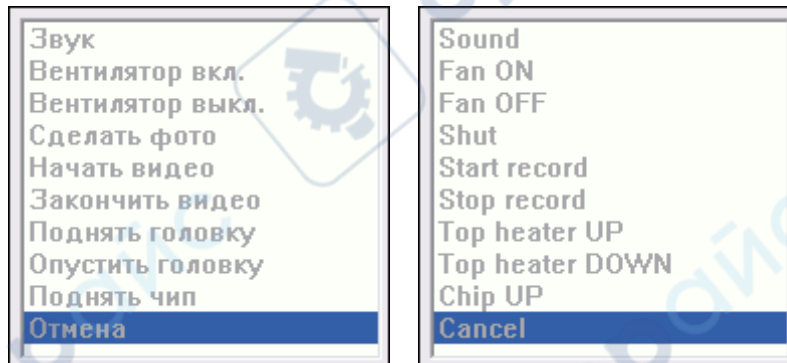 Звук
Вентилятор вкл.
Вентилятор выкл.
Сделать фото
Начать видео
Закончить видео
Поднять головку
Опустить головку
Поднять чип
Отмена
Sound
Fan ON
Fan OFF
Shut
Start record
Stop record
Top heater UP
Top heater DOWN
Chip UP
Cancel